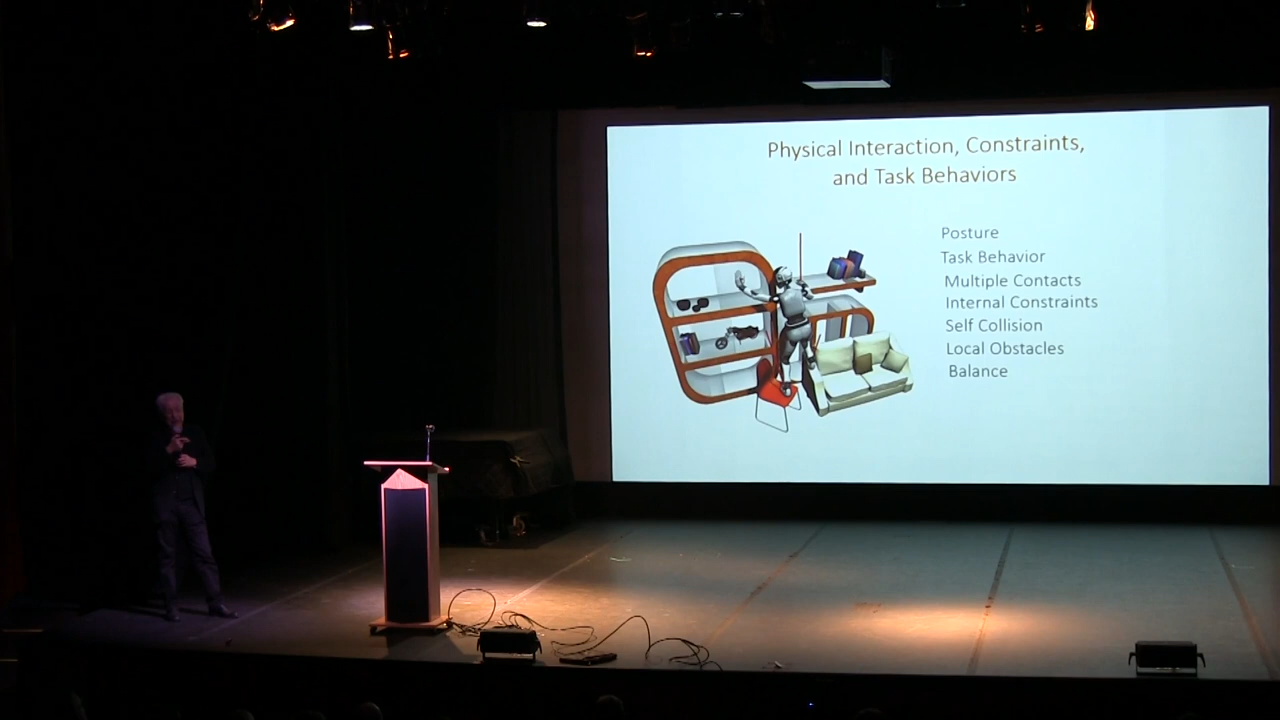 Physical Interaction, Constraints,
and Task Behaviors
Posture
Task Behavior
Multiple Contacts
Internal Constraints
Self Collision
Local Obstacles
Balance